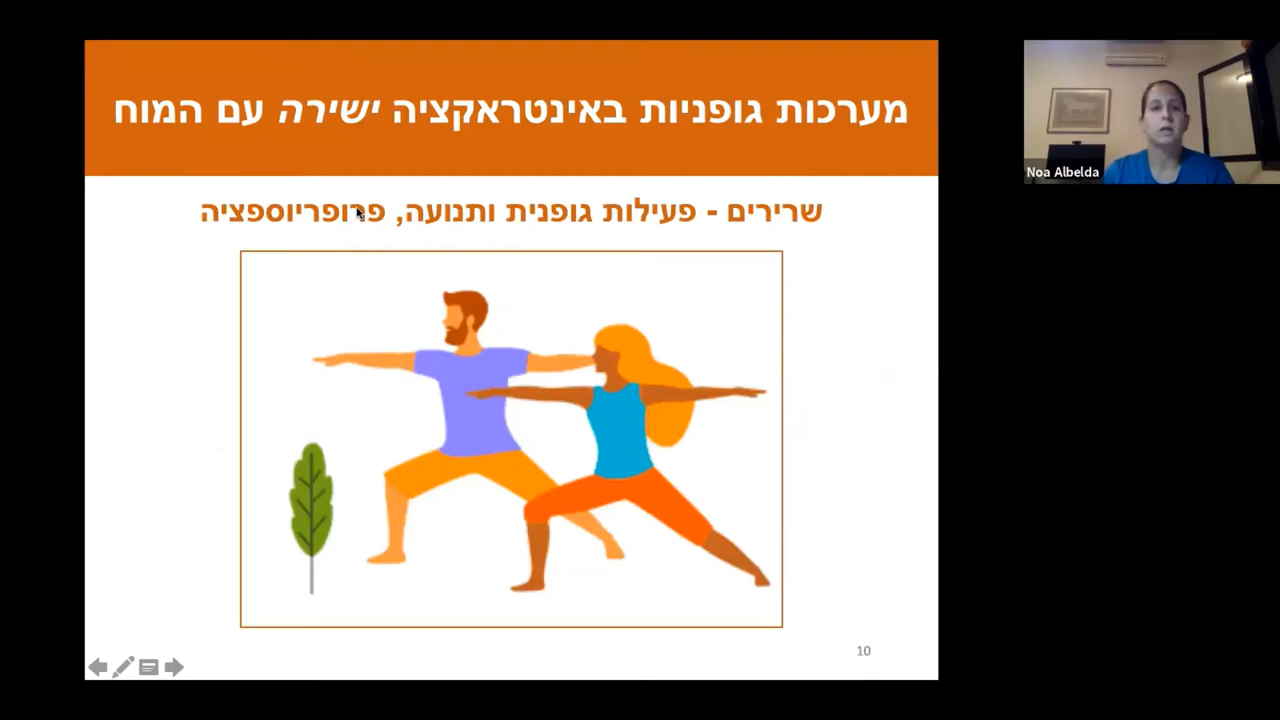 מערכות גופניות באינטראקציה ישירה עם המוח
שרירים - פעילות גופנית ותנועה, פרופריוספציה
Noa Albelda
10